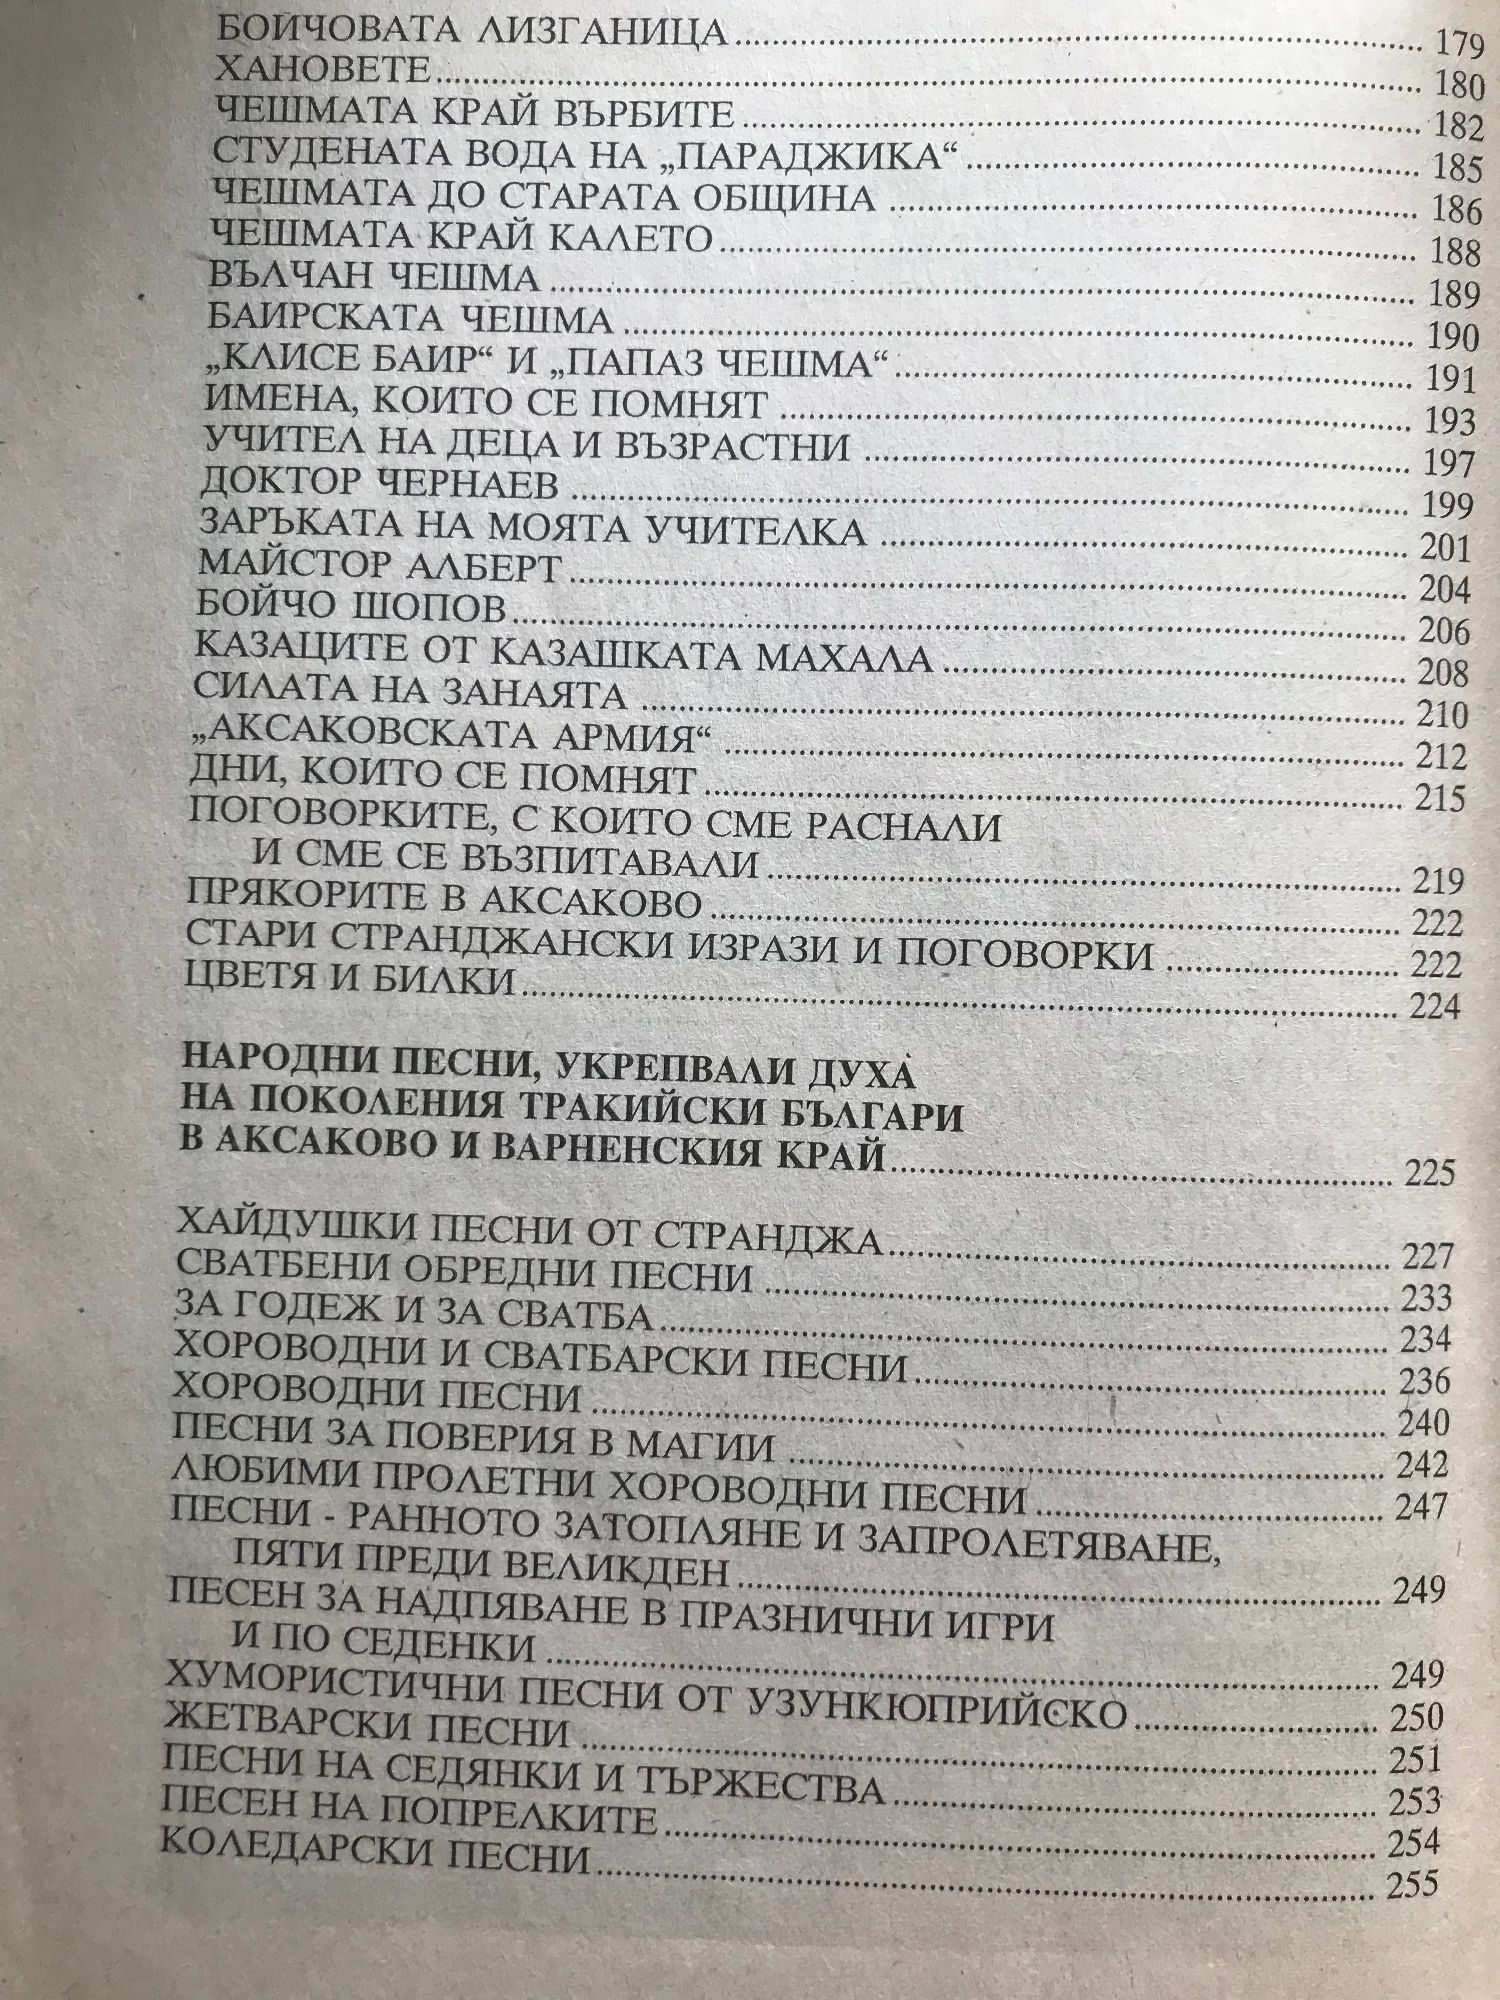 БОЙЧОВАТА ЛИЗГАНИЦА........ 179
ХАНОВЕТЕ........ 180
ЧЕШМАТА КРАЙ ВЪРБИТЕ........ 182
СТУДЕНАТА ВОДА НА „ПАРАДЖИКА“........ 185
ЧЕШМАТА ДО СТАРАТА ОБЩИНА ........ 186
ЧЕШМАТА КРАЙ КАЛЕТО........ 188
ВЪЛЧАН ЧЕШМА ........ 189
БАИРСКАТА ЧЕШМА ........ 190
„КЛИСЕ БАИР“ И „ПАПАЗ ЧЕШМА“........ 191
ИМЕНА, КОИТО СЕ ПОМНЯТ ........ 193
УЧИТЕЛ НА ДЕЦА И ВЪЗРАСТНИ ........ 197
ДОКТОР ЧЕРНАЕВ ........ 199
ЗАРЪКАТА НА МОЯТА УЧИТЕЛКА ........ 201
МАЙСТОР АЛБЕРТ........ 204
БОЙЧО ШОПОВ........ 206
КАЗАЦИТЕ ОТ КАЗАШКАТА МАХАЛА ........ 208
СИЛАТА НА ЗАНАЯТА ........ 210
„АКСАКОВСКАТА АРМИЯ“ ........ 212
ДНИ, КОИТО СЕ ПОМНЯТ........ 215
ПОГОВОРКИТЕ, С КОИТО СМЕ РАСНАЛИ
И СМЕ СЕ ВЪЗПИТАВАЛИ........ 219
ПРЯКОРИТЕ В АКСАКОВО........ 222
СТАРИ СТРАНДЖАНСКИ ИЗРАЗИ И ПОГОВОРКИ ........ 222
ЦВЕТЯ И БИЛКИ........ 224
НАРОДНИ ПЕСНИ, УКРЕПВАЛИ ДУХА
НА ПОКОЛЕНИЯ ТРАКИЙСКИ БЪЛГАРИ
В АКСАКОВО И ВАРНЕНСКИЯ КРАЙ........ 225
ХАЙДУШКИ ПЕСНИ ОТ СТРАНДЖА........ 227
СВАТБЕНИ ОБРЕДНИ ПЕСНИ ........ 233
ЗА ГОДЕЖ И ЗА СВАТБА........ 234
ХОРОВОДНИ И СВАТБАРСКИ ПЕСНИ........ 236
ХОРОВОДНИ ПЕСНИ ........ 240
ПЕСНИ ЗА ПОВЕРИЯ В МАГИИ ........ 242
ЛЮБИМИ ПРОЛЕТНИ ХОРОВОДНИ ПЕСНИ........ 247
ПЕСНИ - РАННОТО ЗАТОПЛЯНЕ И ЗАПРОЛЕТЯВАНЕ,
ПЯТИ ПРЕДИ ВЕЛИКДЕН........ 249
ПЕСЕН ЗА НАДПЯВАНЕ В ПРАЗНИЧНИ ИГРИ
И ПО СЕДЕНКИ ........ 249
ХУМОРИСТИЧНИ ПЕСНИ ОТ УЗУНКЮПРИЙСКО........ 250
ЖЕТВАРСКИ ПЕСНИ ........ 251
ПЕСНИ НА СЕДЯНКИ И ТЪРЖЕСТВА........ 253
ПЕСЕН НА ПОПРЕЛКИТЕ........ 254
КОЛЕДАРСКИ ПЕСНИ........ 255